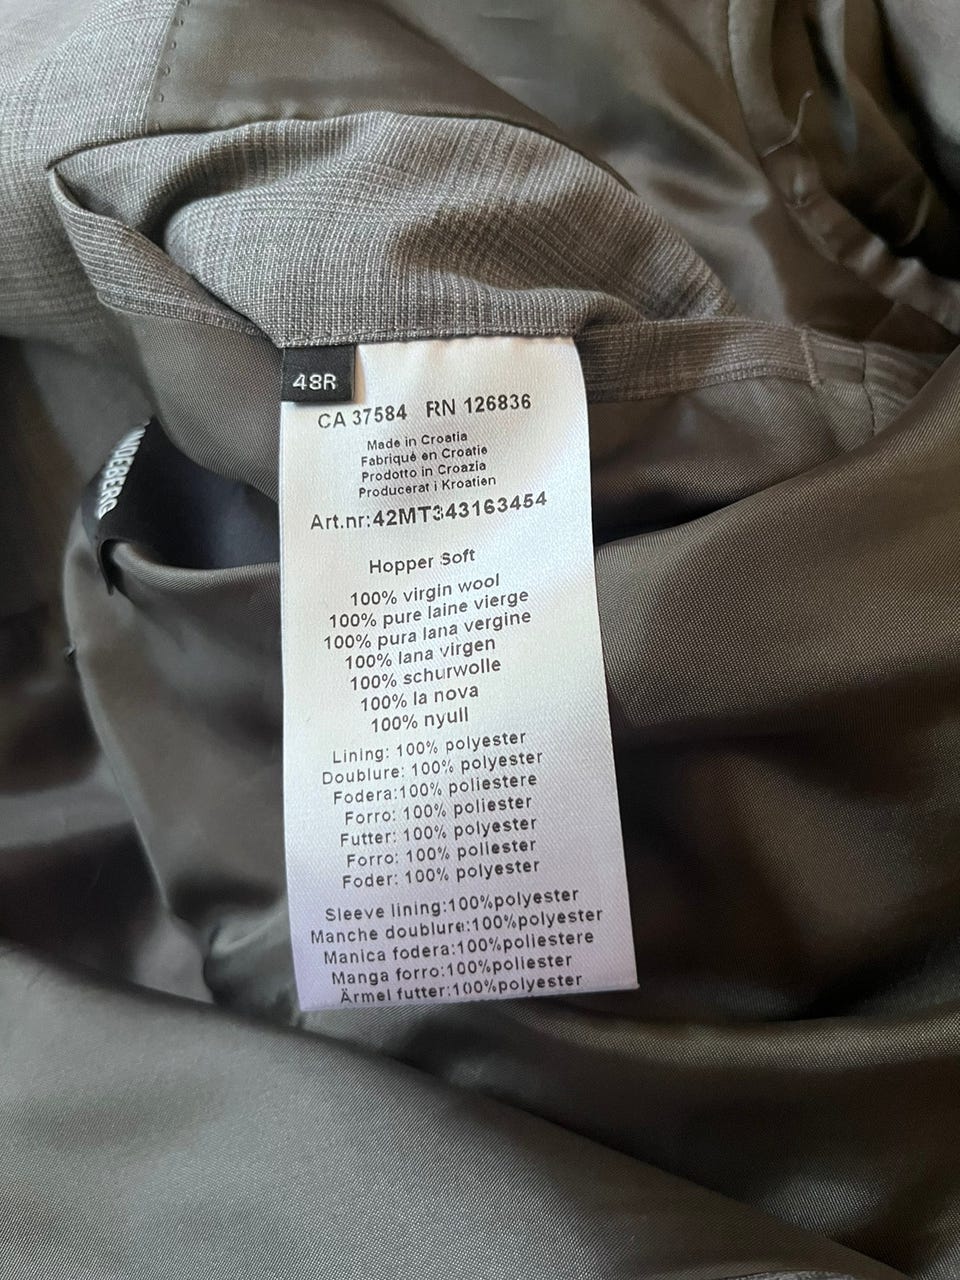 48R
CA 37584 RN 126836
Made in Croatia
Fabriqué en Croatie
Prodotto in Croazia
Producerat i Kroatien
Art.nr:42MT343163454
NDEBERG
Hopper Soft
100% virgin wool
100% pure laine vierge
100% pura lana vergine
100% lana virgen
100% schurwolle
100% la nova
100% nyull
Lining: 100% polyester
Doublure: 100% polyester
Fodera:100% poliestere
Forro: 100% poliester
Futter: 100% polyester
Forro: 100% poliester
Foder: 100% polyester
Sleeve lining:100%polyester
Manche doublure:100%polyester
Manica fodera:100%poliestere
Manga forro:100%poliester
Ärmel futter:100%polyester